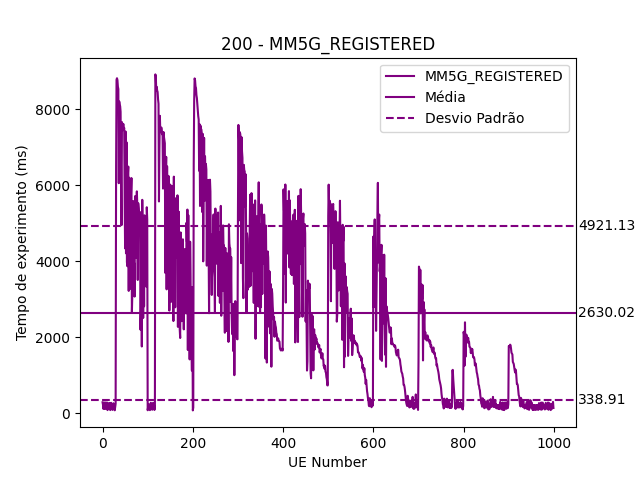 200 - MM5G_REGISTERED
MM5G_REGISTERED
Média
Desvio Padrão
8000
6000
4000
2000
0
Tempo de experimento (ms)
4921.13
2630.02
338.91
0
200
400
600
800
1000
UE Number